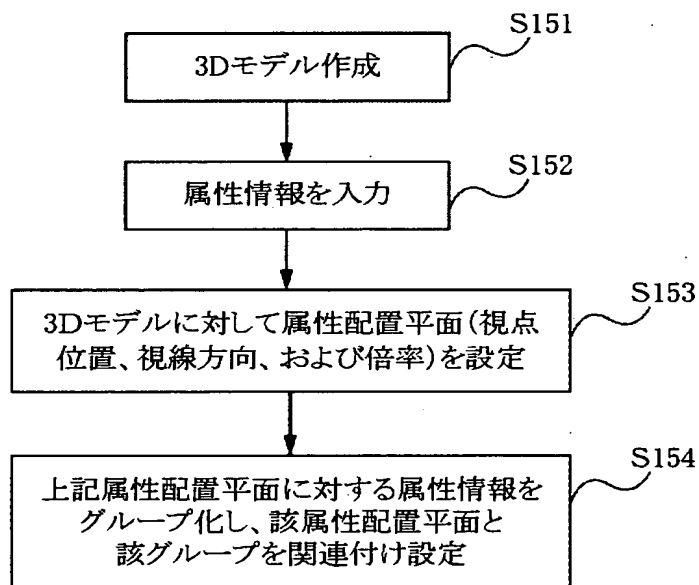 S151
3Dモデル作成
S152
属性情報を入力
S153
3Dモデルに対して属性配置平面(視点
位置、視線方向、および倍率)を設定
S154
上記属性配置平面に対する属性情報を
グループ化し、該属性配置平面と
該グループを関連付け設定